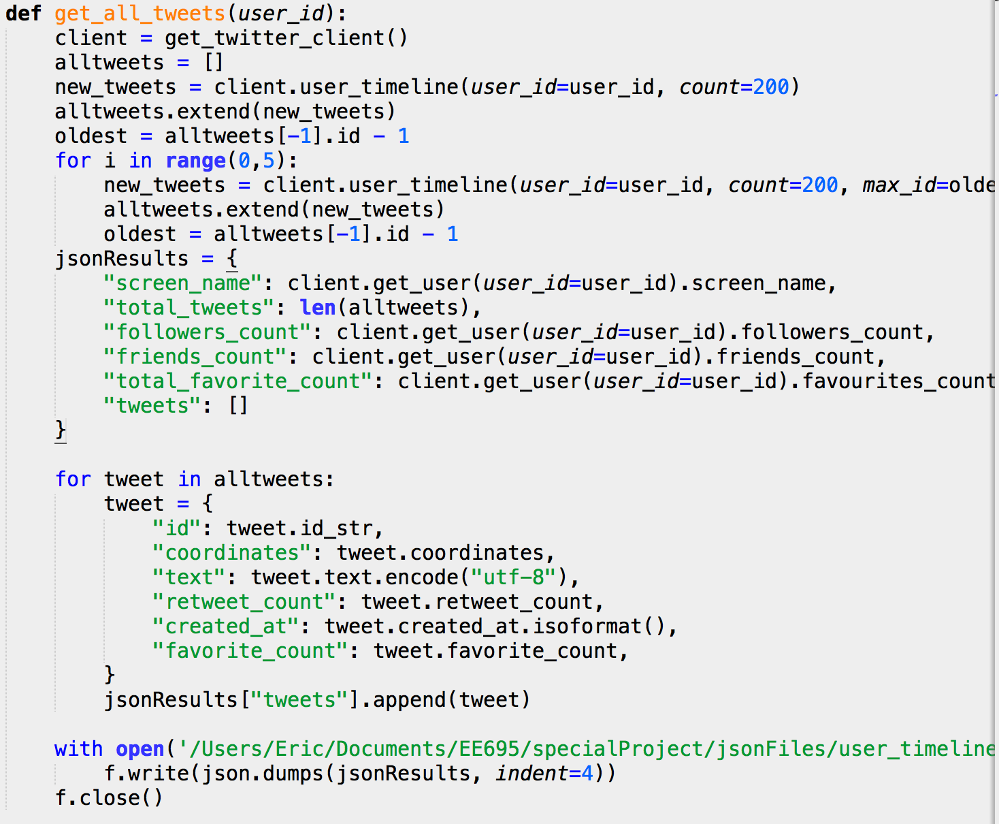 def get_all_tweets(user_id):
    client = get_twitter_client()
    alltweets = []
    new_tweets = client.user_timeline(user_id=user_id, count=200)
    alltweets.extend(new_tweets)
    oldest = alltweets[-1].id - 1
    for i in range(0,5):
        new_tweets = client.user_timeline(user_id=user_id, count=200, max_id=olde
        alltweets.extend(new_tweets)
        oldest = alltweets[-1].id - 1
    jsonResults = {
        "screen_name": client.get_user(user_id=user_id).screen_name,
        "total_tweets": len(alltweets),
        "followers_count": client.get_user(user_id=user_id).followers_count,
        "friends_count": client.get_user(user_id=user_id).friends_count,
        "total_favorite_count": client.get_user(user_id=user_id).favourites_count
        "tweets": []
    }

    for tweet in alltweets:
        tweet = {
            "id": tweet.id_str,
            "coordinates": tweet.coordinates,
            "text": tweet.text.encode("utf-8"),
            "retweet_count": tweet.retweet_count,
            "created_at": tweet.created_at.isoformat(),
            "favorite_count": tweet.favorite_count,
        }
        jsonResults["tweets"].append(tweet)

    with open('/Users/Eric/Documents/EE695/specialProject/jsonFiles/user_timeline
        f.write(json.dumps(jsonResults, indent=4))
    f.close()